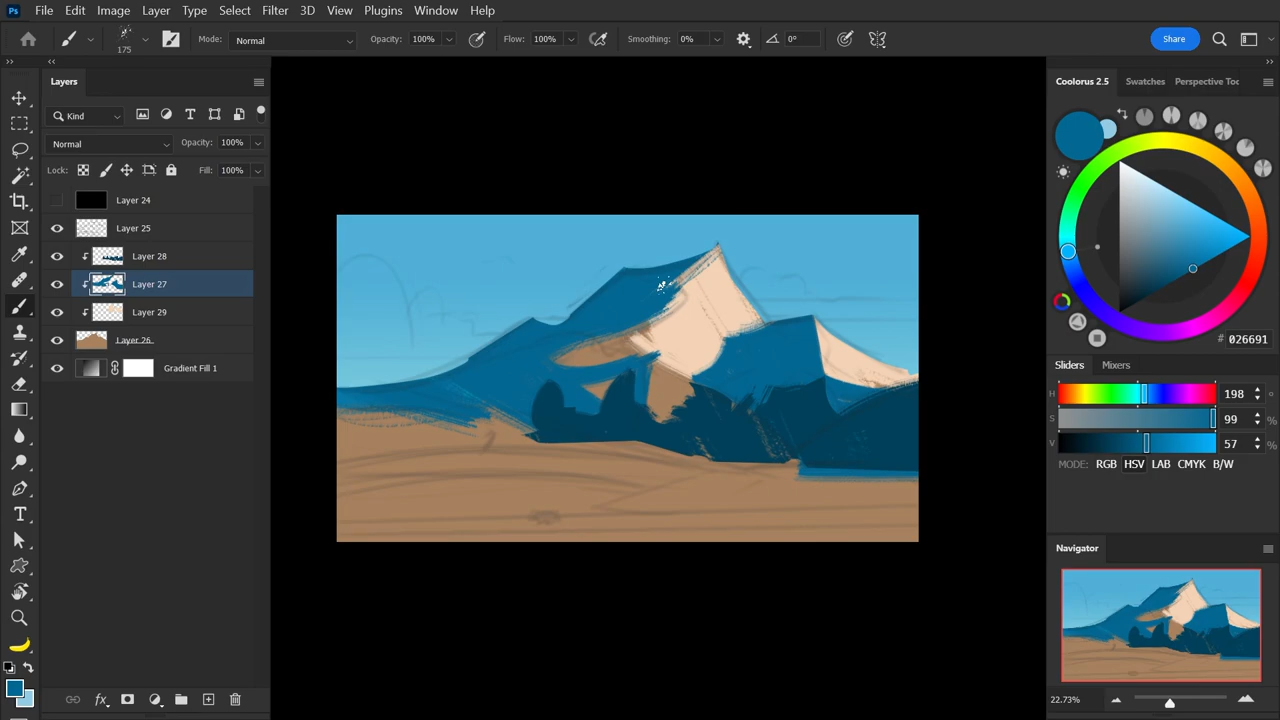 Ps File Edit Image Layer Type Select Filter 3D View Plugins Window Help
175 Mode: Normal Opacity: 100% Flow: 100% Smoothing: 0% 0° Share
Layers
Kind
Normal Opacity: 100%
Lock: Fill: 100%
Layer 24
Layer 25
Layer 28
Layer 27
Layer 29
Layer 26
Gradient Fill 1
fx
Coolorus 2.5 Swatches Perspective Too
# 026691
Sliders Mixers
H 198 °
S 99 %
V 57 %
MODE: RGB HSV LAB CMYK B/W
Navigator
22.73%